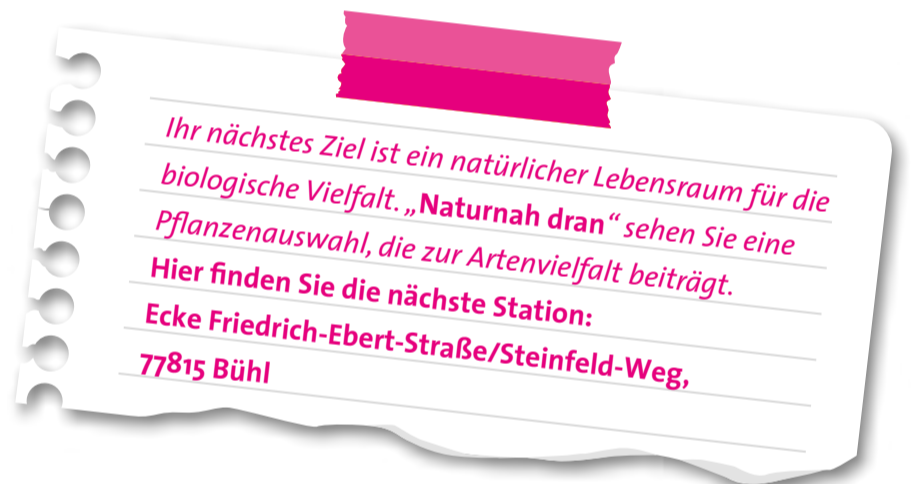 Ihr nächstes Ziel ist ein natürlicher Lebensraum für die
biologische Vielfalt. „Naturnah dran“ sehen Sie eine
Pflanzenauswahl, die zur Artenvielfalt beiträgt.
Hier finden Sie die nächste Station:
Ecke Friedrich-Ebert-Straße/Steinfeld-Weg,
77815 Bühl